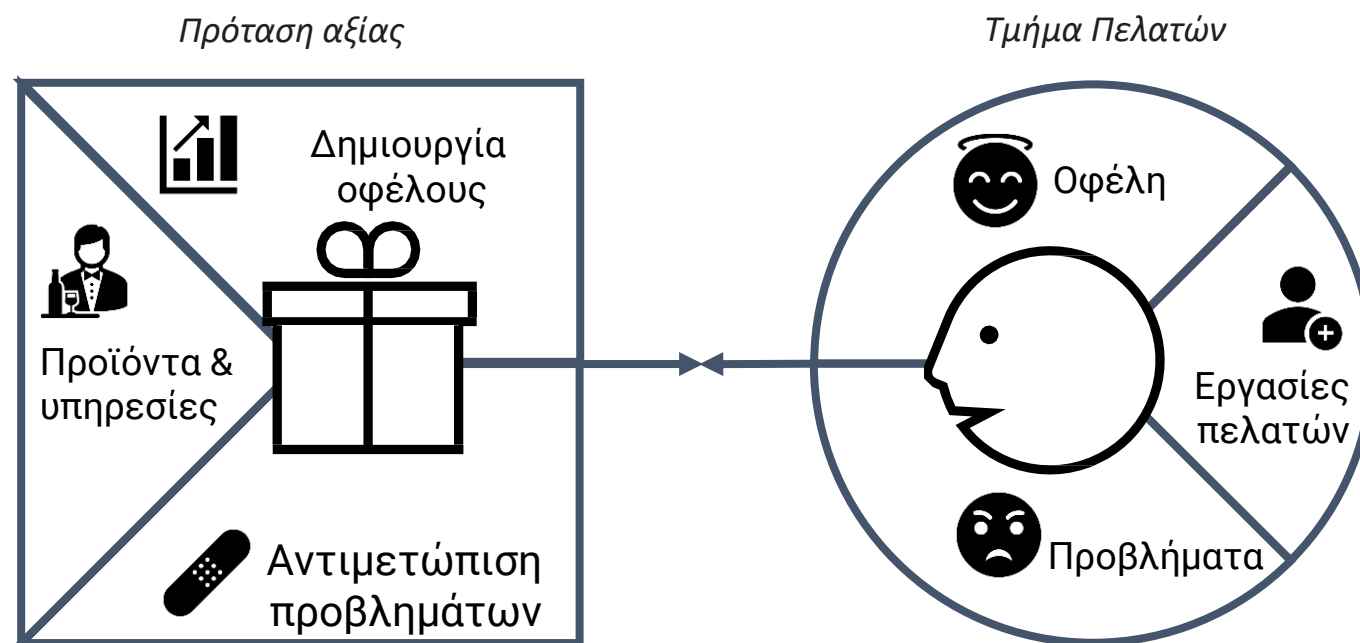 Πρόταση αξίας
Τμήμα Πελατών
Δημιουργία
οφέλους
Προϊόντα &
υπηρεσίες
Αντιμετώπιση
προβλημάτων
Οφέλη
Εργασίες
πελατών
Προβλήματα